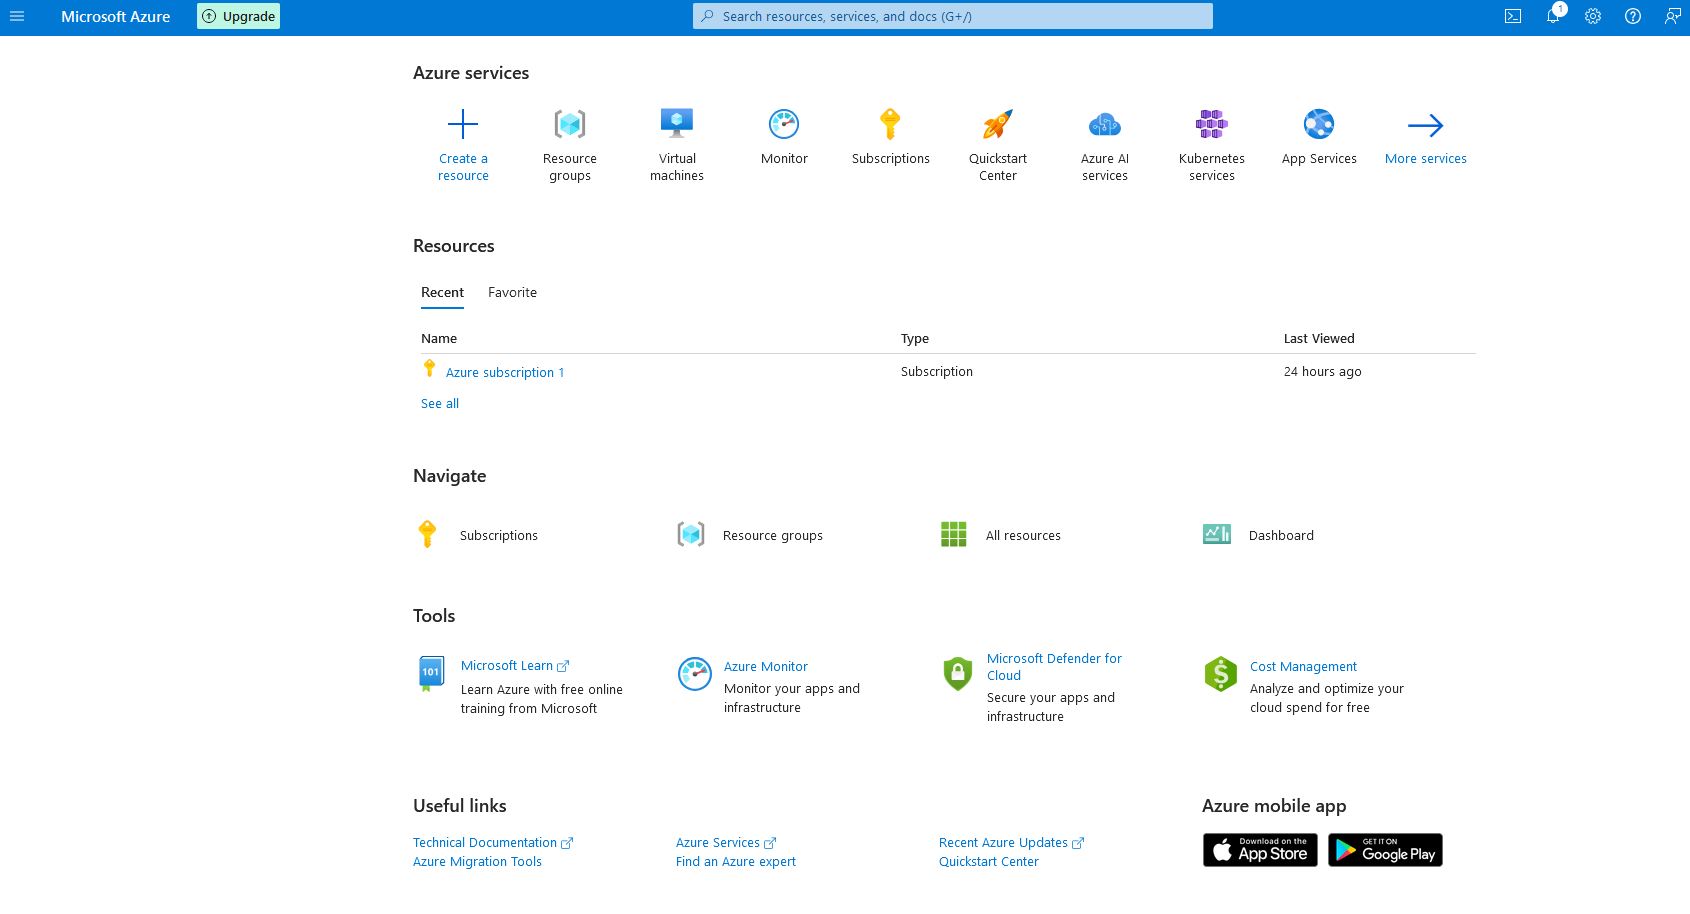 Microsoft Azure
Upgrade
Search resources, services, and docs (G+/)
1
Azure services
Create a
resource
Resource
groups
Virtual
machines
Monitor
Subscriptions
Quickstart
Center
Azure AI
services
Kubernetes
services
App Services
More services
Resources
Recent
Favorite
Name
Type
Last Viewed
Azure subscription 1
Subscription
24 hours ago
See all
Navigate
Subscriptions
Resource groups
All resources
Dashboard
Tools
101
Microsoft Learn
Learn Azure with free online
training from Microsoft
Azure Monitor
Monitor your apps and
infrastructure
Microsoft Defender for
Cloud
Secure your apps and
infrastructure
$
Cost Management
Analyze and optimize your
cloud spend for free
Useful links
Technical Documentation
Azure Migration Tools
Azure Services
Find an Azure expert
Recent Azure Updates
Quickstart Center
Azure mobile app
Download on the
App Store
GET IT ON
Google Play